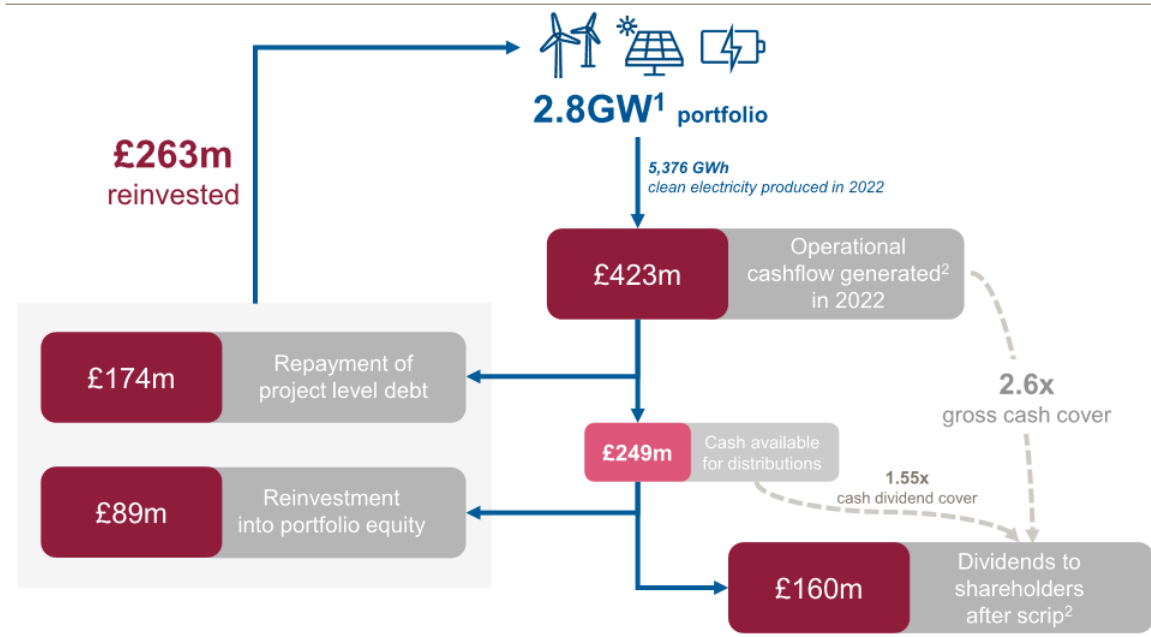 2.8GW¹ portfolio
£263m
reinvested
5,376 GWh
clean electricity produced in 2022
£423m
Operational
cashflow generated²
in 2022
£174m
Repayment of
project level debt
2.6x
gross cash cover
£249m
Cash available
for distributions
1.55x
cash dividend cover
£89m
Reinvestment
into portfolio equity
£160m
Dividends to
shareholders
after scrip²